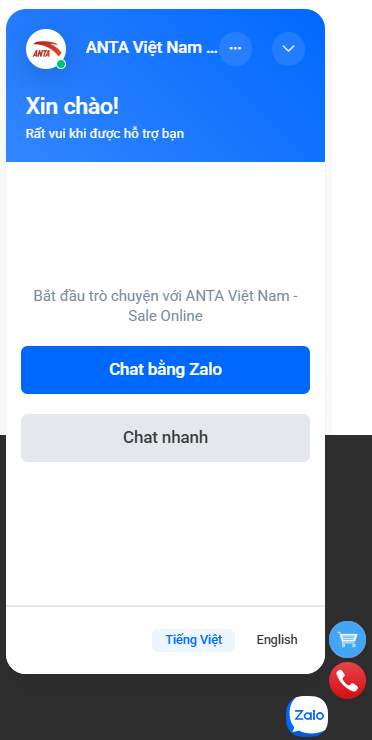 ANTA
ANTA Việt Nam ...
Xin chào!
Rất vui khi được hỗ trợ bạn
Bắt đầu trò chuyện với ANTA Việt Nam -
Sale Online
Chat bằng Zalo
Chat nhanh
Tiếng Việt English
Zalo